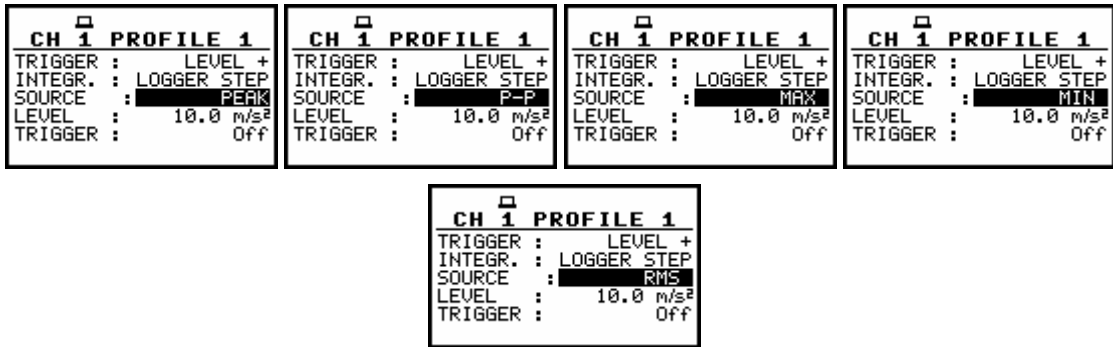 CH 1 PROFILE 1
TRIGGER : LEVEL +
INTEGR. : LOGGER STEP
SOURCE : PEAK
LEVEL : 10.0 m/s²
TRIGGER : Off
CH 1 PROFILE 1
TRIGGER : LEVEL +
INTEGR. : LOGGER STEP
SOURCE : P-P
LEVEL : 10.0 m/s²
TRIGGER : Off
CH 1 PROFILE 1
TRIGGER : LEVEL +
INTEGR. : LOGGER STEP
SOURCE : MAX
LEVEL : 10.0 m/s²
TRIGGER : Off
CH 1 PROFILE 1
TRIGGER : LEVEL +
INTEGR. : LOGGER STEP
SOURCE : MIN
LEVEL : 10.0 m/s²
TRIGGER : Off
CH 1 PROFILE 1
TRIGGER : LEVEL +
INTEGR. : LOGGER STEP
SOURCE : RMS
LEVEL : 10.0 m/s²
TRIGGER : Off